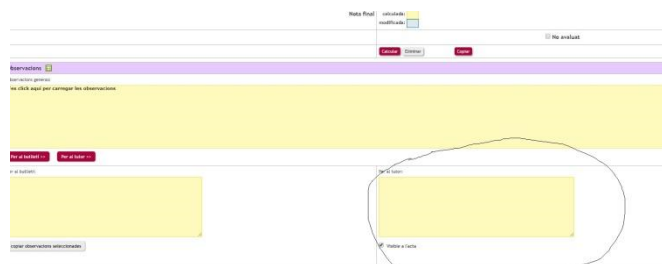 Nota final calculada:
modificada:
No avaluat
Calcular Eliminar Copiar
Observacions
Observacions generals
Fes click aquí per carregar les observacions
Per al butlletí >> Per al tutor >>
Per al butlletí: Per al tutor:
copiar observacions seleccionades Visible a l'acta